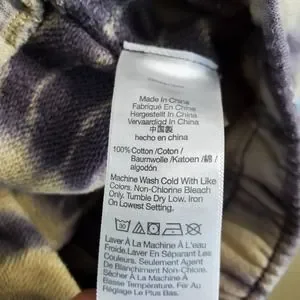 Made In China
Fabriqué En Chine
Hergestellt In China
Vervaardigd In China
中国製
hecho en china
100% Cotton /Coton /
Baumwolle /Katoen /綿 /
algodón
Machine Wash Cold With Like
Colors. Non-Chlorine Bleach
Only. Tumble Dry Low. Iron
On Lowest Setting.
30
Laver À La Machine À L'eau
Froide. Laver En Séparant Les
Couleurs. Seulement Agent
De Blanchiment Non-Chloré.
Sèche-Machine À
Basse Température. Fer Au
Réglage Le Plus Bas.